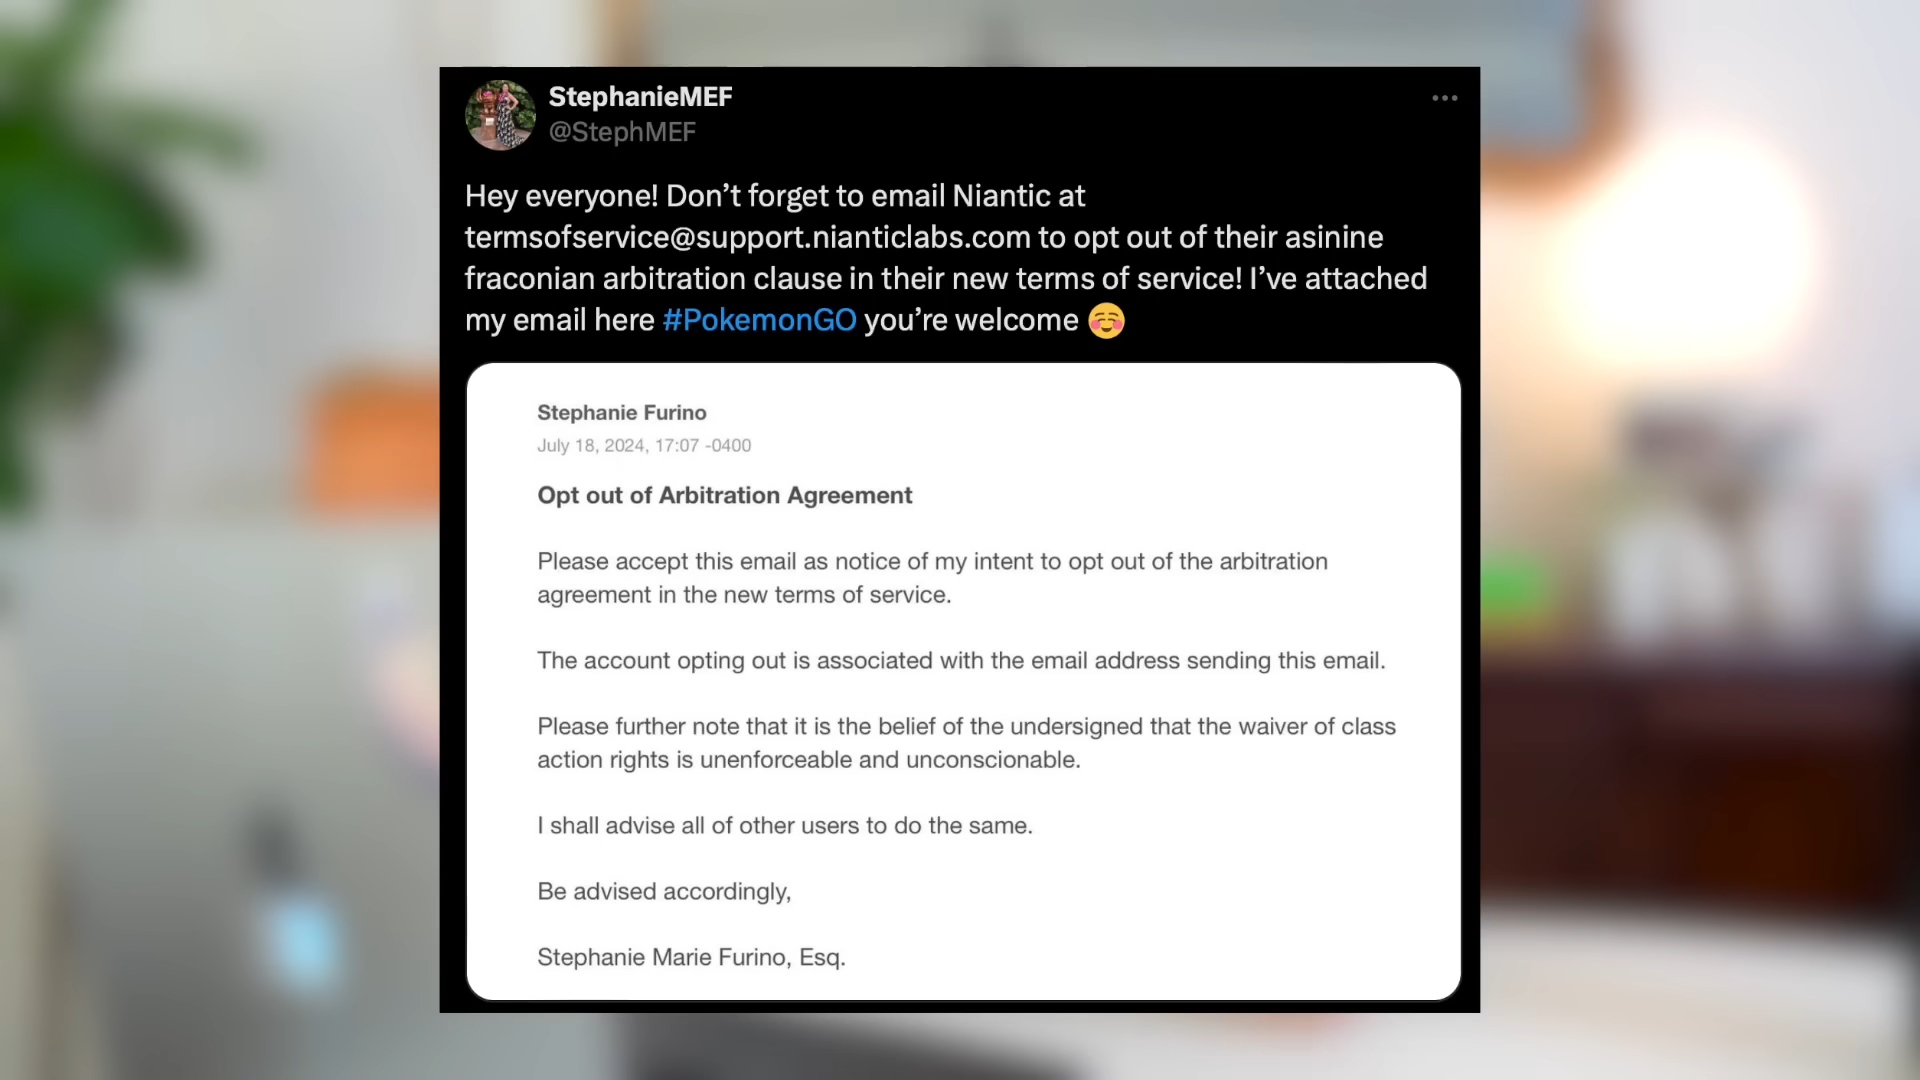 StephanieMEF
@StephMEF
Hey everyone! Don’t forget to email Niantic at
termsofservice@support.nianticlabs.com to opt out of their asinine
fraconian arbitration clause in their new terms of service! I’ve attached
my email here #PokemonGO you’re welcome ☺️
Stephanie Furino
July 18, 2024, 17:07 -0400
Opt out of Arbitration Agreement
Please accept this email as notice of my intent to opt out of the arbitration
agreement in the new terms of service.
The account opting out is associated with the email address sending this email.
Please further note that it is the belief of the undersigned that the waiver of class
action rights is unenforceable and unconscionable.
I shall advise all of other users to do the same.
Be advised accordingly,
Stephanie Marie Furino, Esq.